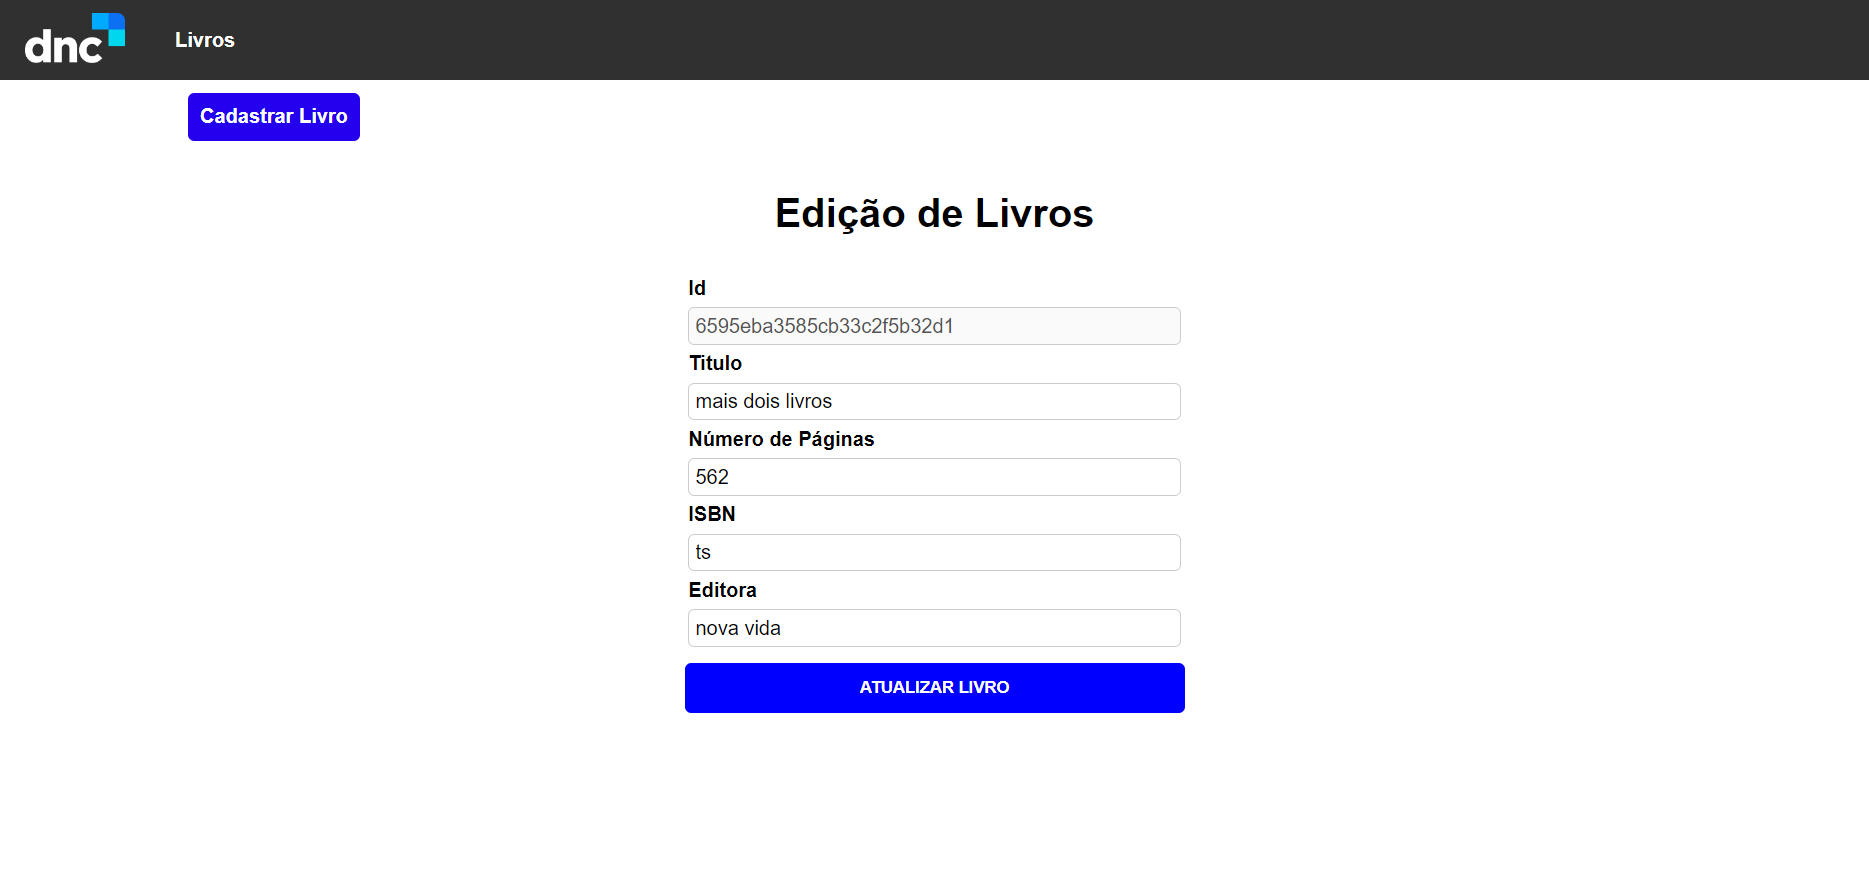 dnc
Livros
Cadastrar Livro
Edição de Livros
Id
6595eba3585cb33c2f5b32d1
Titulo
mais dois livros
Número de Páginas
562
ISBN
ts
Editora
nova vida
ATUALIZAR LIVRO